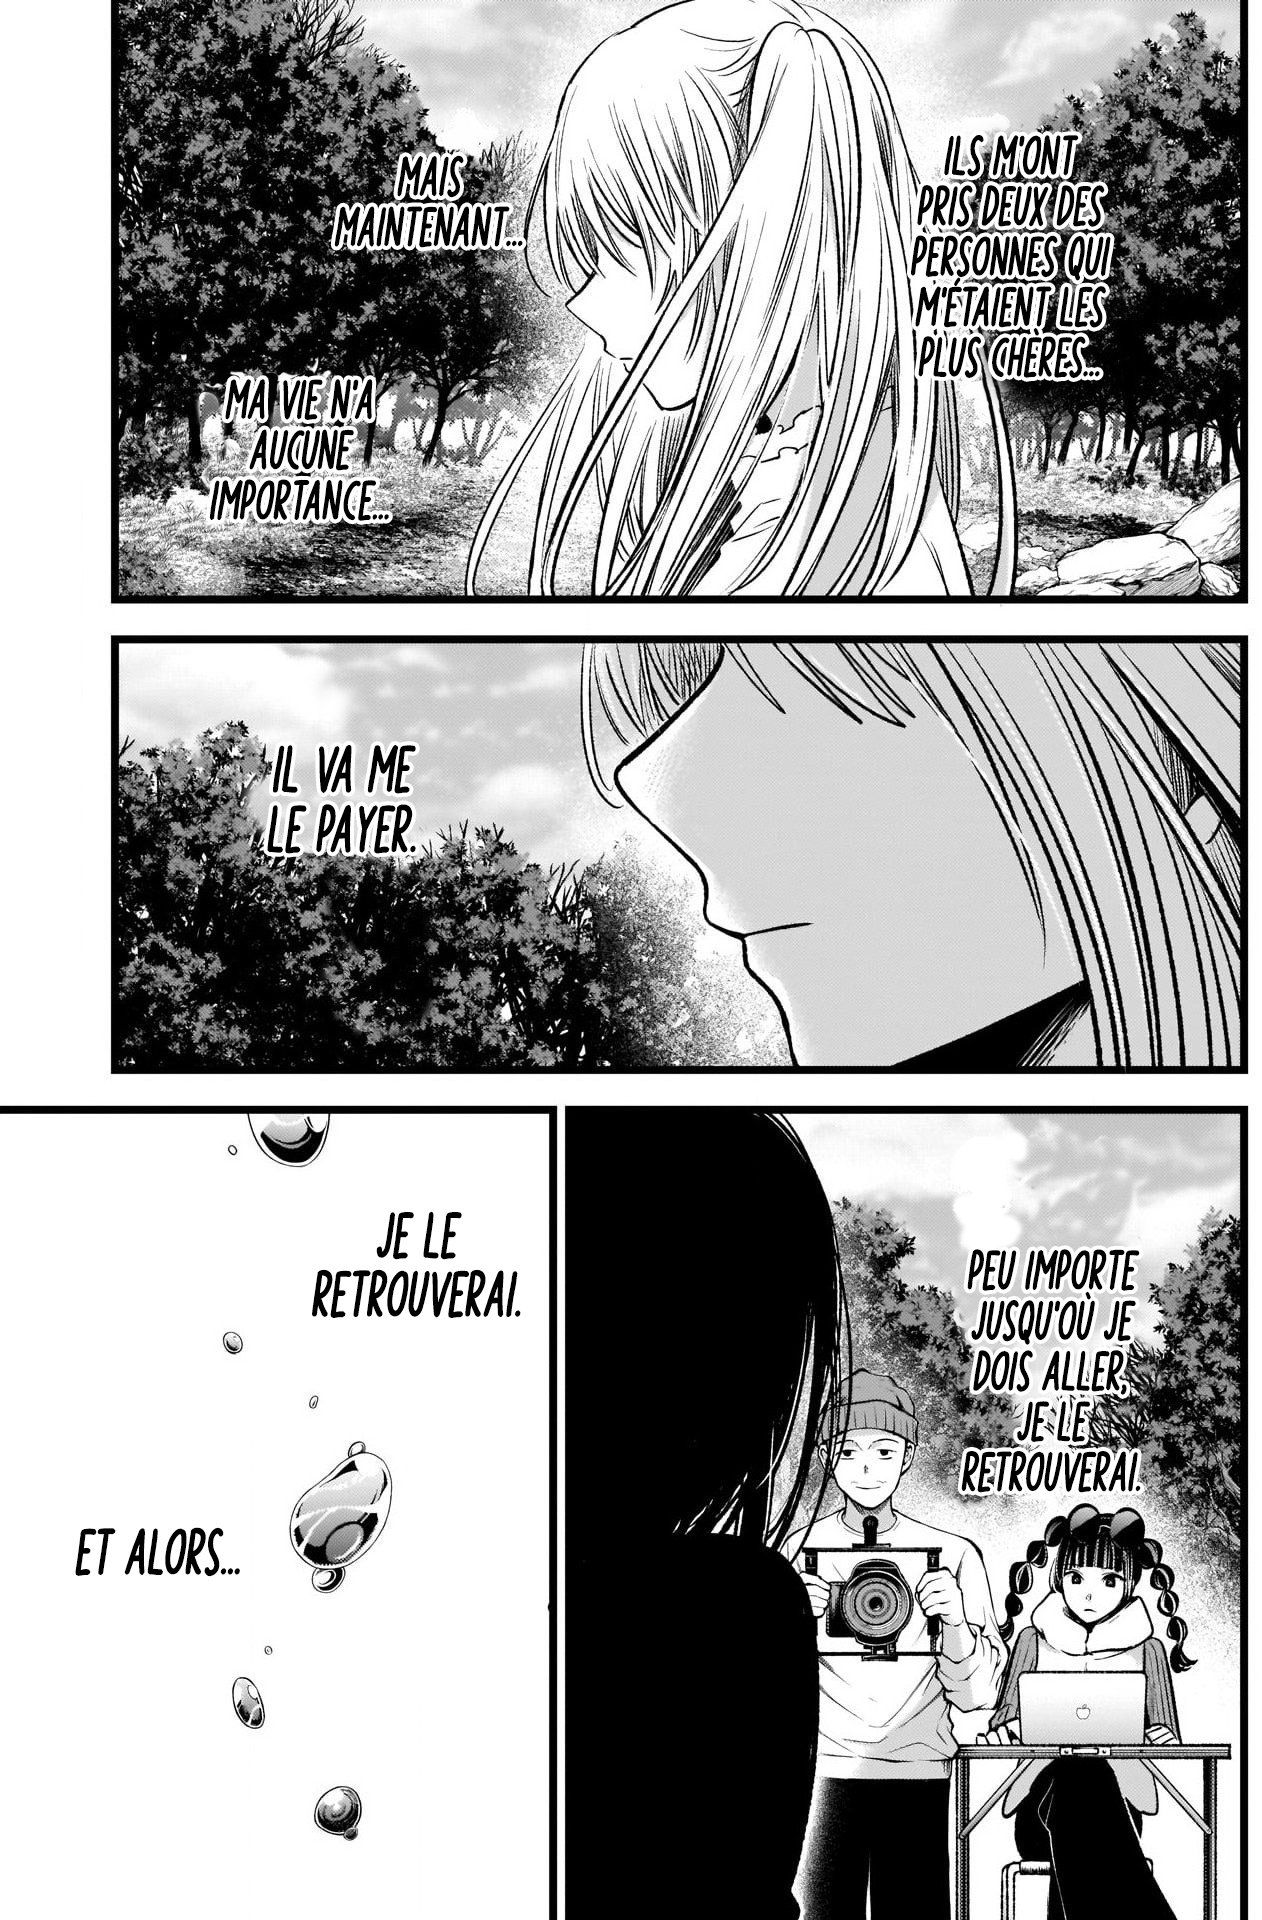 ILS M'ONT
PRIS DEUX DES
PERSONNES QUI
M'ÉTAIENT LES
PLUS CHÈRES...
MAIS
MAINTENANT...
MA VIE N'A
AUCUNE
IMPORTANCE...
IL VA ME
LE PAYER.
PEU IMPORTE
JUSQU'OÙ JE
DOIS ALLER,
JE LE
RETROUVERAI.
JE LE
RETROUVERAI.
ET ALORS...